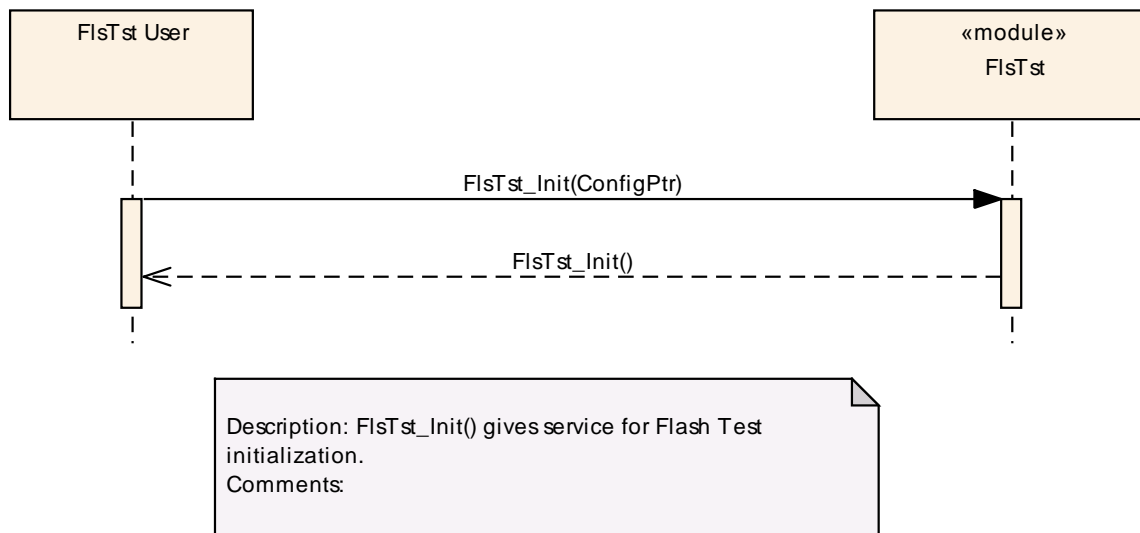 FlsTst User
«module»
FlsTst
FlsTst_Init(ConfigPtr)
FlsTst_Init()
Description: FlsTst_Init() gives service for Flash Test
initialization.
Comments: